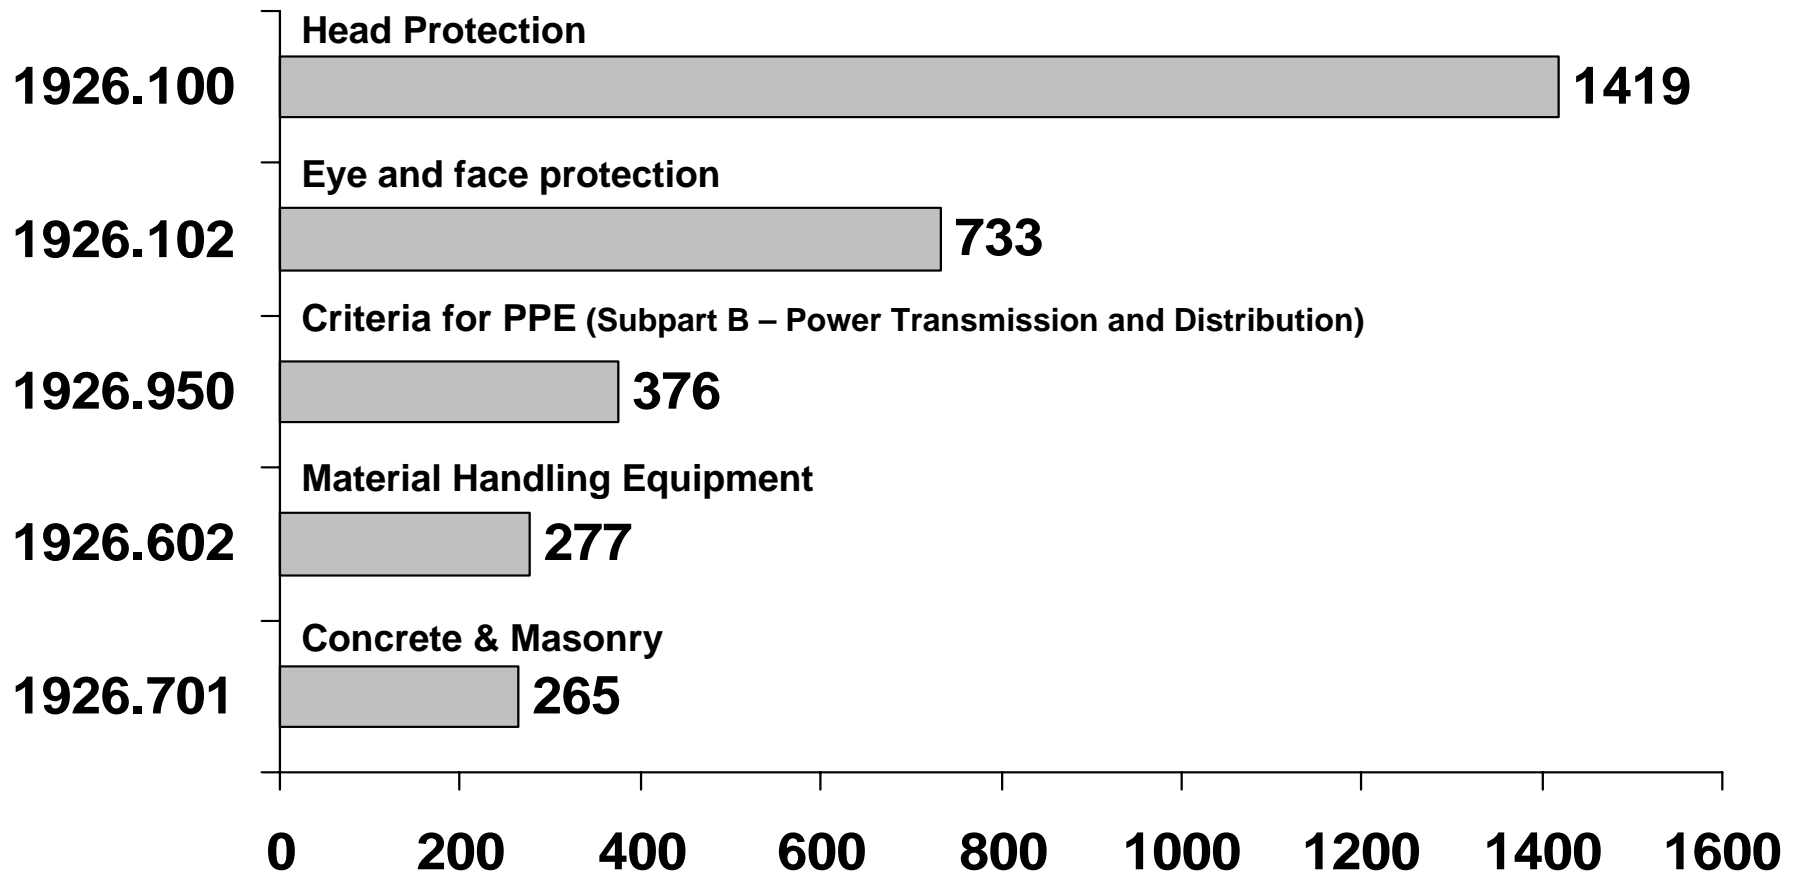 Head Protection
1926.100
1419
Eye and face protection
1926.102
733
Criteria for PPE (Subpart B – Power Transmission and Distribution)
1926.950
376
Material Handling Equipment
1926.602
277
Concrete & Masonry
1926.701
265
0 200 400 600 800 1000 1200 1400 1600